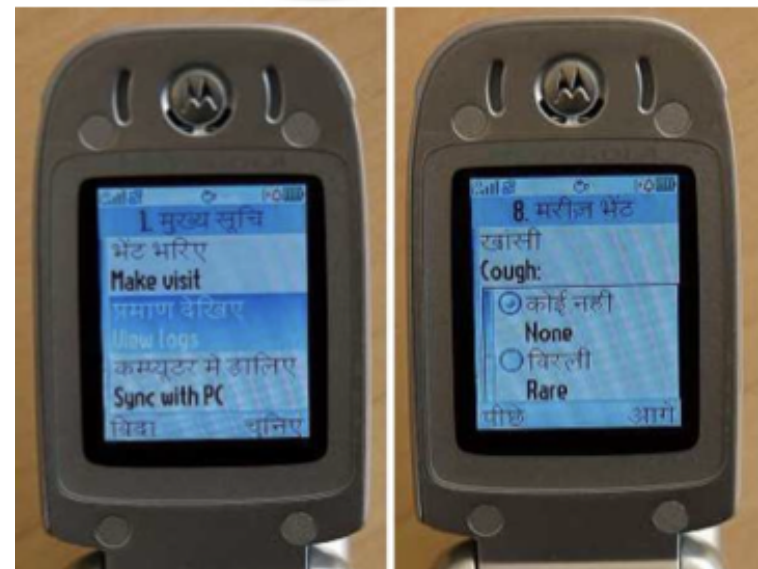 1. मुख्य सूचि
भेंट भरिए
Make visit
प्रमाण देखिए
View logs
कम्प्यूटर मे डालिए
Sync with PC
बिदा चुनिए
8. मरीज़ भेंट
खांसी
Cough:
कोई नही
None
विरली
Rare
पीछे आगे